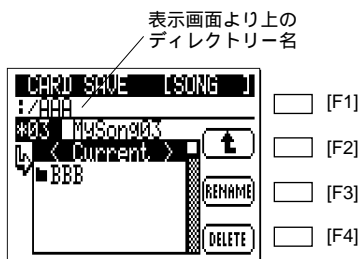 表示画面より上の
ディレクトリー名
CARD SAVE [SONG ]
:/AAA
*03 MySong03
< Current >
BBB
RENAME
DELETE
[F1]
[F2]
[F3]
[F4]